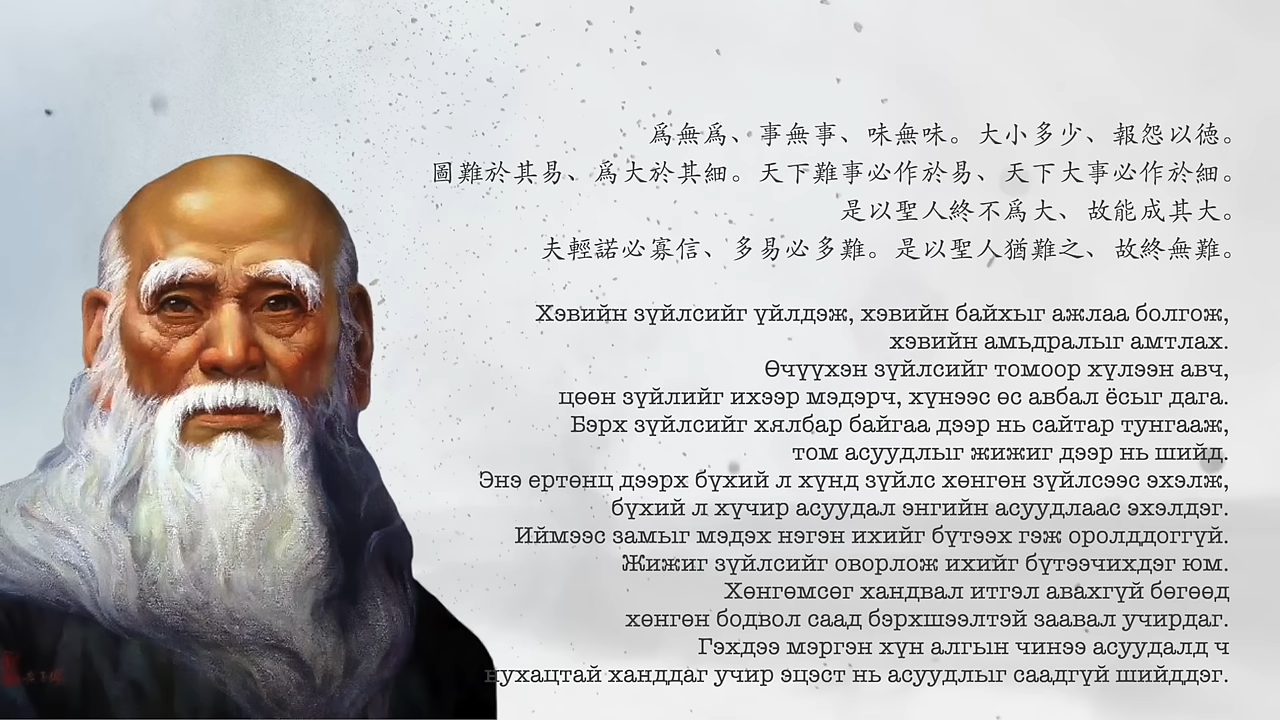 爲無爲、事無事、味無味。大小多少、報怨以徳。
圖難於其易、爲大於其細。天下難事必作於易、天下大事必作於細。
是以聖人終不爲大、故能成其大。
夫輕諾必寡信、多易必多難。是以聖人猶難之、故終無難。
Хэвийн зүйлсийг үйлдэж, хэвийн байхыг ажлаа болгож,
хэвийн амьдралыг амтлах.
Өчүүхэн зүйлсийг томоор хүлээн авч,
цөөн зүйлийг ихээр мэдэрч, хүнээс өс авбал ёсыг дага.
Бэрх зүйлсийг хялбар байгаа дээр нь сайтар тунгааж,
том асуудлыг жижиг дээр нь шийд.
Энэ ертөнц дээрх бүхий л хүнд зүйлс хөнгөн зүйлсээс эхэлж,
бүхий л хүчир асуудал энгийн асуудлаас эхэлдэг.
Иймээс замыг мэдэх нэгэн ихийг бүтээх гэж оролддоггүй.
Жижиг зүйлсийг оворлож ихийг бүтээчихдэг юм.
Хөнгөмсөг хандвал итгэл авахгүй бөгөөд
хөнгөн бодвол саад бэрхшээлтэй заавал учирдаг.
Гэхдээ мэргэн хүн алгын чинээ асуудалд ч
нухацтай ханддаг учир эцэст нь асуудлыг саадгүй шийддэг.